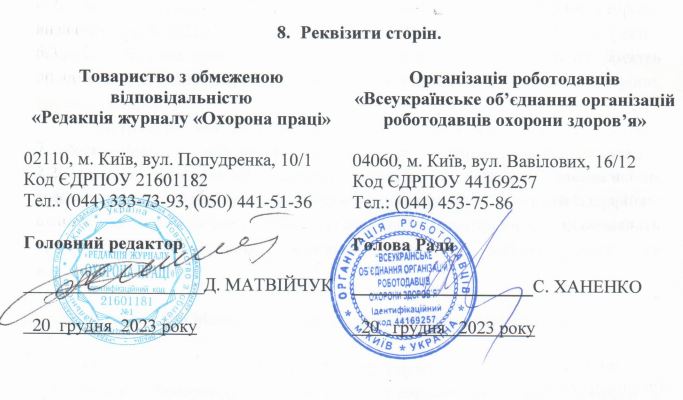 8. Реквізити сторін.
Товариство з обмеженою
відповідальністю
«Редакція журналу «Охорона праці»
02110, м. Київ, вул. Попудренка, 10/1
Код ЄДРПОУ 21601182
Тел.: (044) 333-73-93, (050) 441-51-36
Головний редактор
Д. МАТВІЙЧУК
20 грудня 2023 року
Україна
«РЕДАКЦІЯ ЖУРНАЛУ
«ОХОРОНА ПРАЦІ»
Ідентифікаційний код
21601181
№1
Організація роботодавців
«Всеукраїнське об’єднання організацій
роботодавців охорони здоров’я»
04060, м. Київ, вул. Вавілових, 16/12
Код ЄДРПОУ 44169257
Тел.: (044) 453-75-86
Голова Ради
С. ХАНЕНКО
20 грудня 2023 року
ОРГАНІЗАЦІЯ РОБОТОДАВЦІВ
"ВСЕУКРАЇНСЬКЕ
ОБ'ЄДНАННЯ ОРГАНІЗАЦІЙ
РОБОТОДАВЦІВ
ОХОРОНИ ЗДОРОВ'Я"
Ідентифікаційний
код 44169257
м.КИЇВ * УКРАЇНА